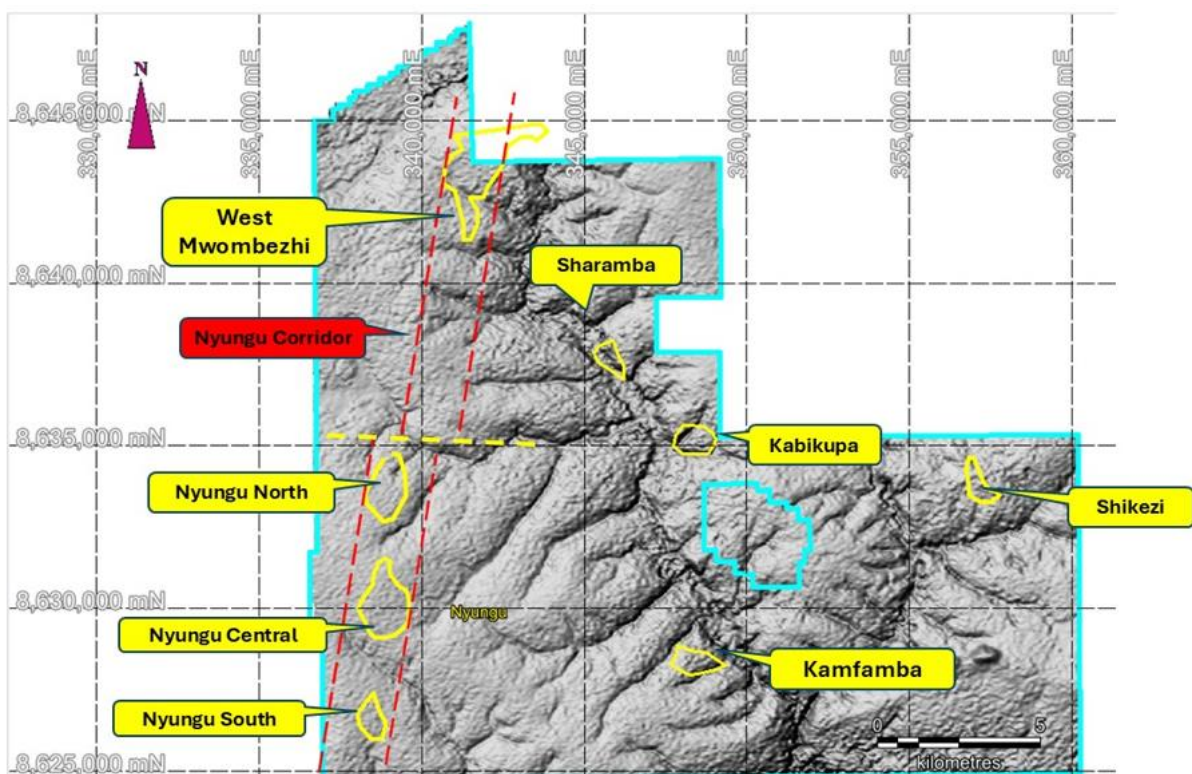 N
330,000 mE
335,000 mE
340,000 mE
345,000 mE
350,000 mE
355,000 mE
360,000 mE
8,645,000 mN
West
Mwombezhi
Sharamba
8,640,000 mN
Nyungu Corridor
8,635,000 mN
Kabikupa
Nyungu North
Shikezi
8,630,000 mN
Nyungu
Nyungu Central
Kamfamba
Nyungu South
0
5
kilometres
8,625,000 mN